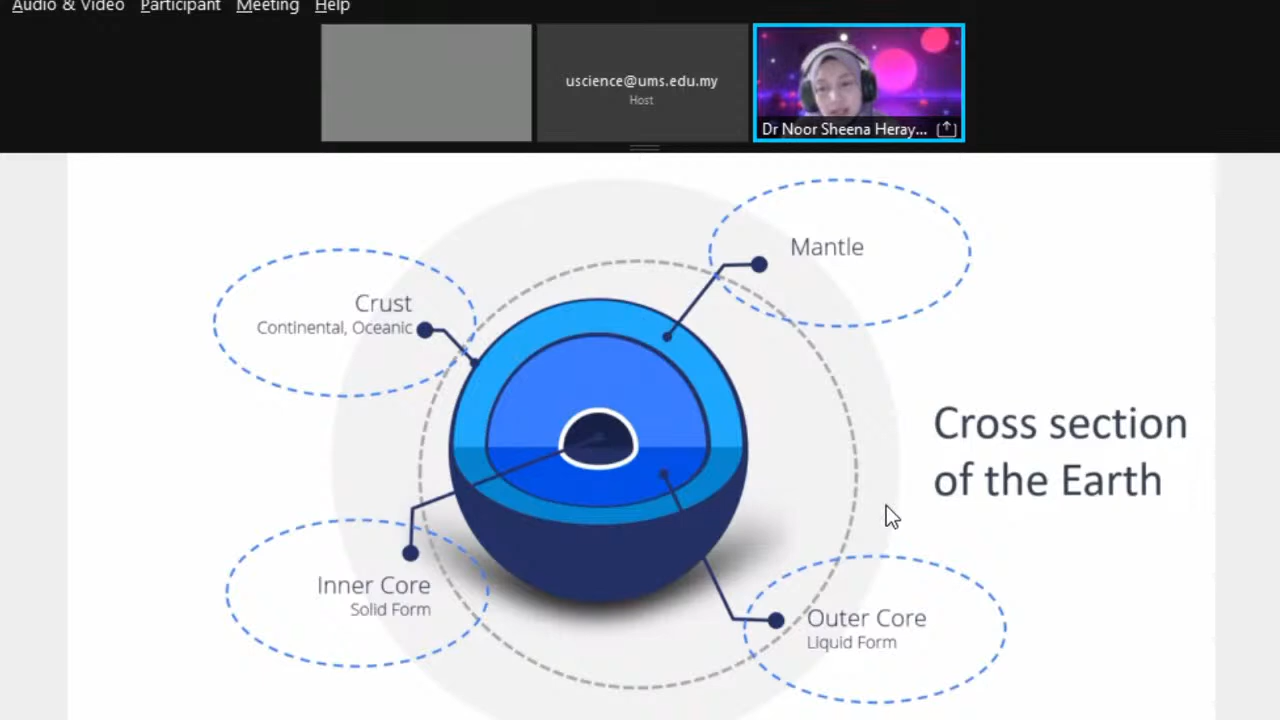 Audio & Video Participant Meeting Help
uscience@ums.edu.my
Host
Dr Noor Sheena Heray...
Mantle
Crust
Continental, Oceanic
Cross section
of the Earth
Inner Core
Solid Form
Outer Core
Liquid Form